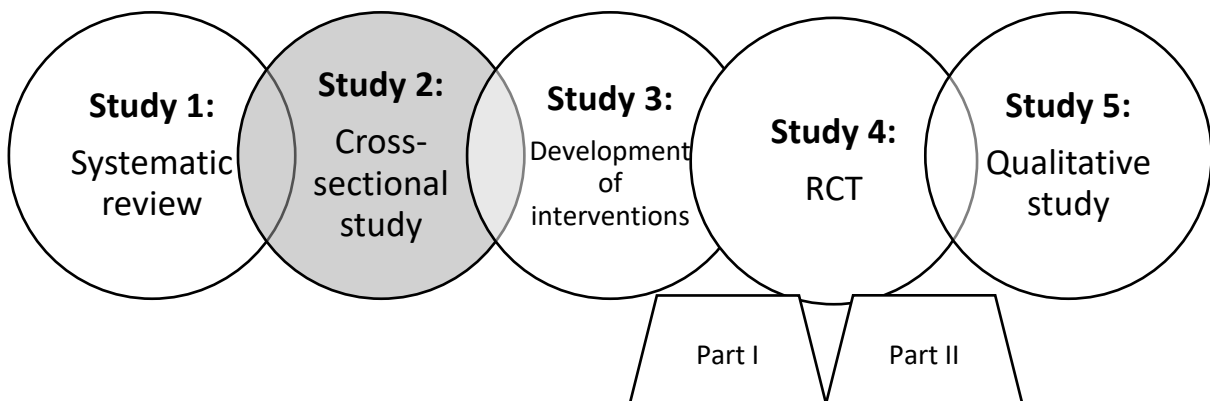 Study 1:
Systematic
review
Study 2:
Cross-
sectional
study
Study 3:
Development
of
interventions
Study 4:
RCT
Study 5:
Qualitative
study
Part I
Part II